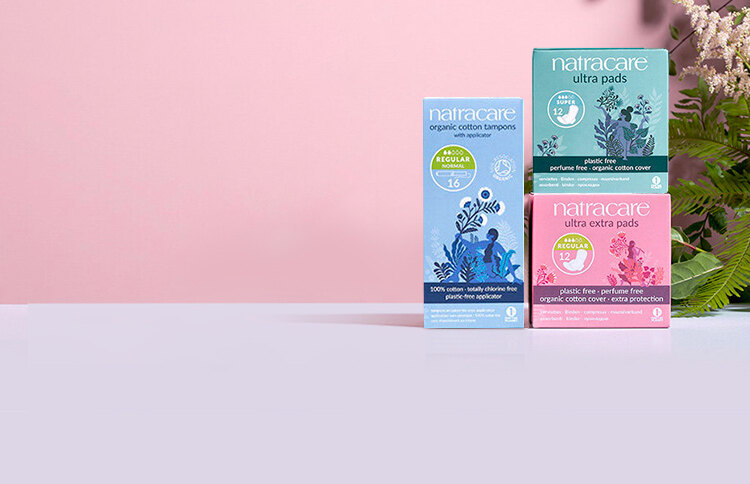 natracare
organic cotton tampons
with applicator
REGULAR
NORMAL
16
ORGANIC
100% cotton · totally chlorine free
plastic-free applicator
natracare
ultra pads
SUPER
12
plastic free
perfume free · organic cotton cover
natracare
ultra extra pads
REGULAR
12
plastic free · perfume free
organic cotton cover · extra protection